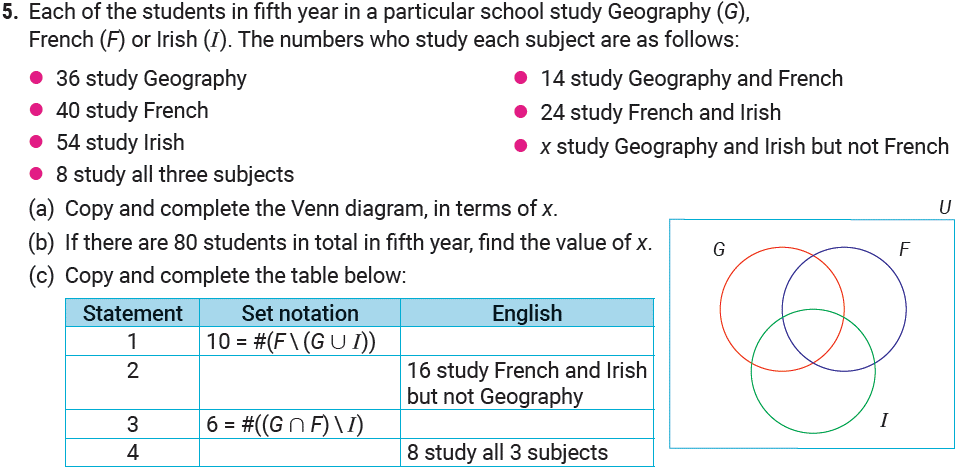 5. Each of the students in fifth year in a particular school study Geography (G),
French (F) or Irish (I). The numbers who study each subject are as follows:
● 36 study Geography
● 40 study French
● 54 study Irish
● 8 study all three subjects
● 14 study Geography and French
● 24 study French and Irish
● x study Geography and Irish but not French
(a) Copy and complete the Venn diagram, in terms of x.
(b) If there are 80 students in total in fifth year, find the value of x.
(c) Copy and complete the table below:
Statement Set notation English
1 10 = #(F \ (G ∪ I))
2 16 study French and Irish
but not Geography
3 6 = #((G ∩ F) \ I)
4 8 study all 3 subjects
U
G F
I